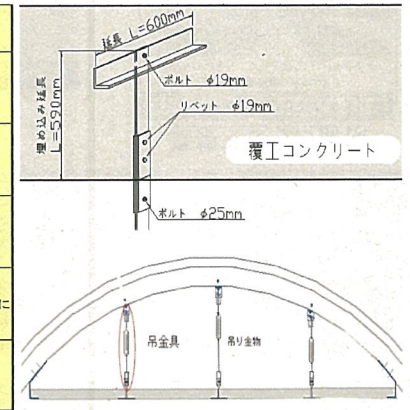 延長 L=600mm
ボルト φ19mm
埋め込み延長
L=590mm
リベット φ19mm
覆工コンクリート
ボルト φ25mm
に
吊金具
吊り金物